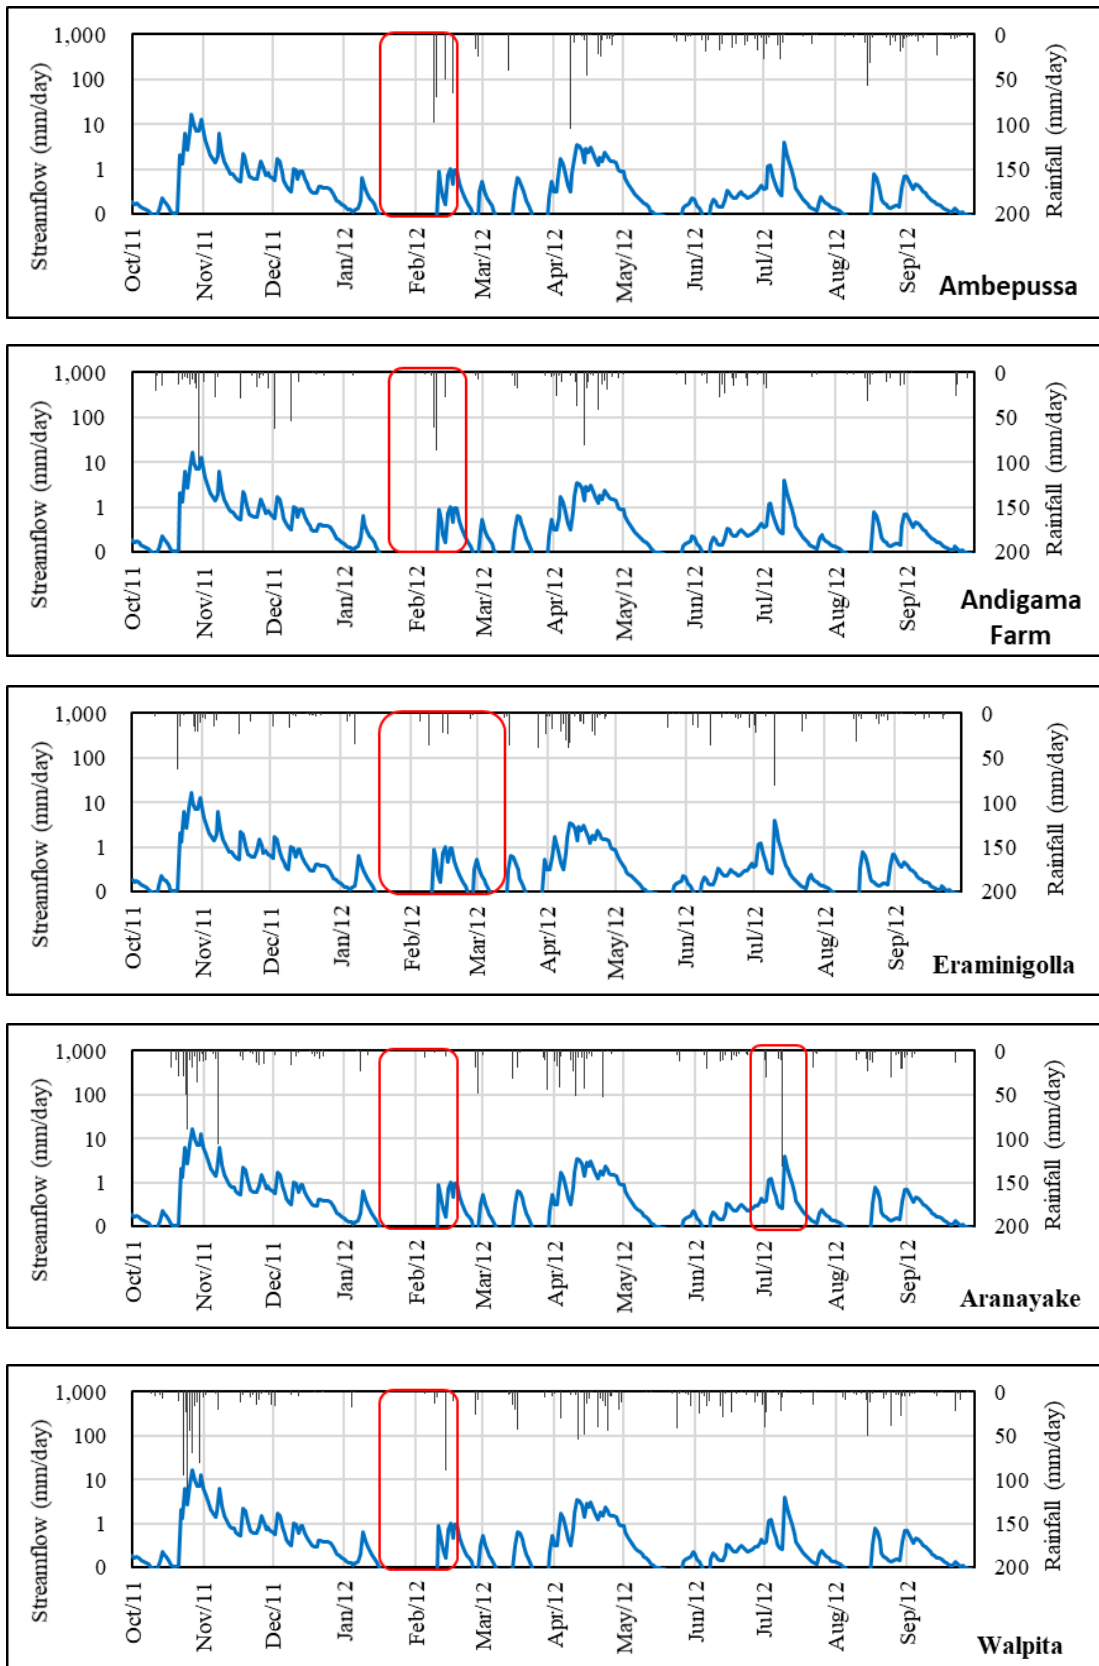 Streamflow (mm/day)
1,000
100
10
1
0
0
50
100
150
200
Rainfall (mm/day)
Oct/11
Nov/11
Dec/11
Jan/12
Feb/12
Mar/12
Apr/12
May/12
Jun/12
Jul/12
Aug/12
Sep/12
Ambepussa
Streamflow (mm/day)
1,000
100
10
1
0
0
50
100
150
200
Rainfall (mm/day)
Oct/11
Nov/11
Dec/11
Jan/12
Feb/12
Mar/12
Apr/12
May/12
Jun/12
Jul/12
Aug/12
Sep/12
Andigama
Farm
Streamflow (mm/day)
1,000
100
10
1
0
0
50
100
150
200
Rainfall (mm/day)
Oct/11
Nov/11
Dec/11
Jan/12
Feb/12
Mar/12
Apr/12
May/12
Jun/12
Jul/12
Aug/12
Sep/12
Eraminigolla
Streamflow (mm/day)
1,000
100
10
1
0
0
50
100
150
200
Rainfall (mm/day)
Oct/11
Nov/11
Dec/11
Jan/12
Feb/12
Mar/12
Apr/12
May/12
Jun/12
Jul/12
Aug/12
Sep/12
Aranayake
Streamflow (mm/day)
1,000
100
10
1
0
0
50
100
150
200
Rainfall (mm/day)
Oct/11
Nov/11
Dec/11
Jan/12
Feb/12
Mar/12
Apr/12
May/12
Jun/12
Jul/12
Aug/12
Sep/12
Walpita